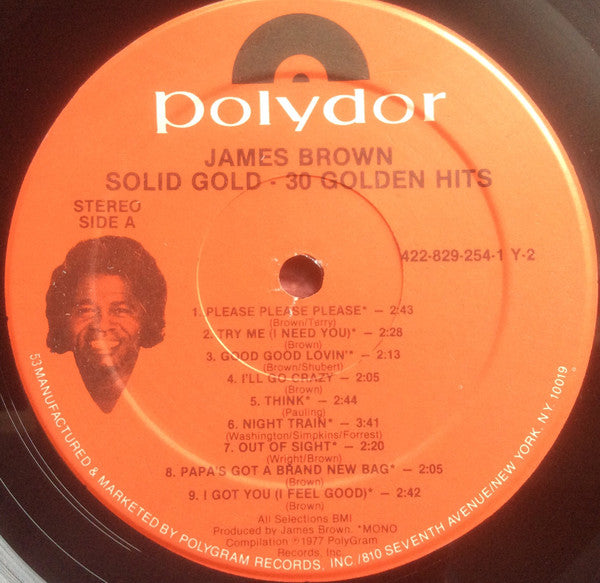 polydor
JAMES BROWN
SOLID GOLD - 30 GOLDEN HITS
STEREO
SIDE A
422-829-254-1 Y-2
1. PLEASE PLEASE PLEASE* — 2:43
(Brown/Terry)
2. TRY ME (I NEED YOU)* — 2:28
(Brown)
3. GOOD GOOD LOVIN'* — 2:13
(Brown/Shubert)
4. I'LL GO CRAZY — 2:05
(Brown)
5. THINK* — 2:44
(Pauling)
6. NIGHT TRAIN* — 3:41
(Washington/Simpkins/Forrest)
7. OUT OF SIGHT* — 2:20
(Wright/Brown)
8. PAPA'S GOT A BRAND NEW BAG* — 2:05
(Brown)
9. I GOT YOU (I FEEL GOOD)* — 2:42
(Brown)
All Selections BMI
Produced by James Brown. *MONO
Compilation ℗1977 PolyGram
Records, Inc.
53 MANUFACTURED & MARKETED BY POLYGRAM RECORDS, INC./810 SEVENTH AVENUE/NEW YORK, NY 10019